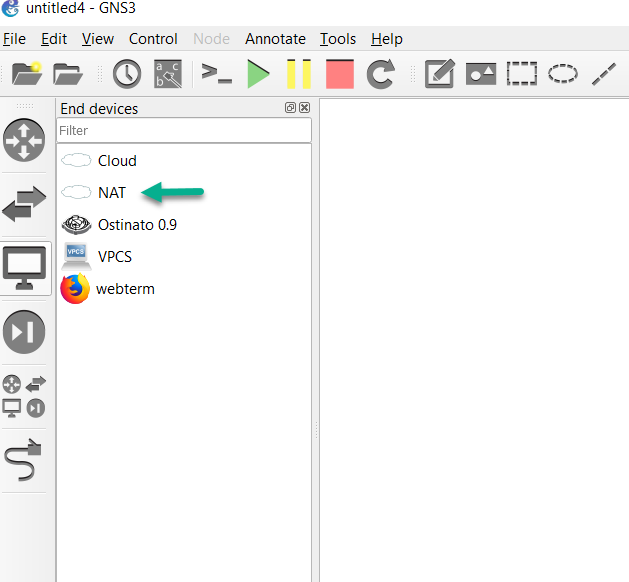 untitled4 - GNS3
File Edit View Control Node Annotate Tools Help
a b
c
End devices
Filter
Cloud
NAT
Ostinato 0.9
VPCS
VPCS
webterm